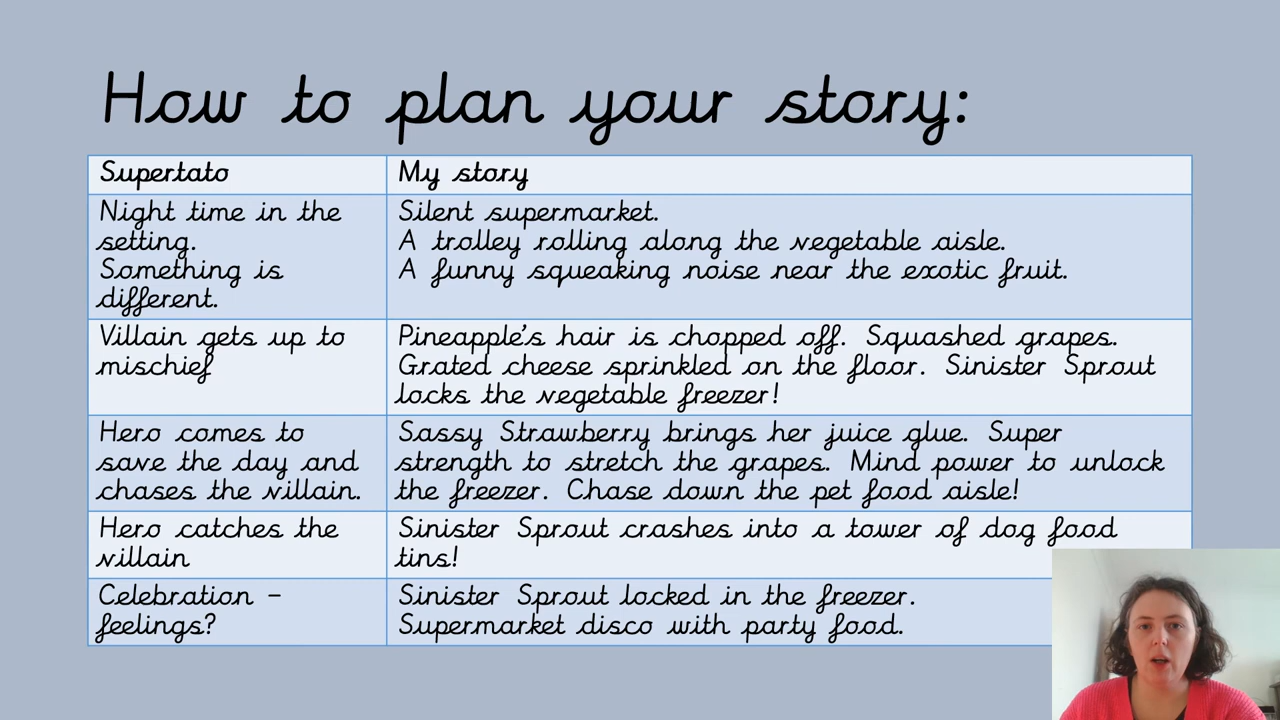 How to plan your story:
Supertato
My story
Night time in the
setting.
Something is
different.
Silent supermarket.
A trolley rolling along the vegetable aisle.
A funny squeaking noise near the exotic fruit.
Villain gets up to
mischief
Pineapple's hair is chopped off. Squashed grapes.
Grated cheese sprinkled on the floor. Sinister Sprout
locks the vegetable freezer!
Hero comes to
save the day and
chases the villain.
Sassy Strawberry brings her juice glue. Super
strength to stretch the grapes. Mind power to unlock
the freezer. Chase down the pet food aisle!
Hero catches the
villain
Sinister Sprout crashes into a tower of dog food
tins!
Celebration –
feelings?
Sinister Sprout locked in the freezer.
Supermarket disco with party food.